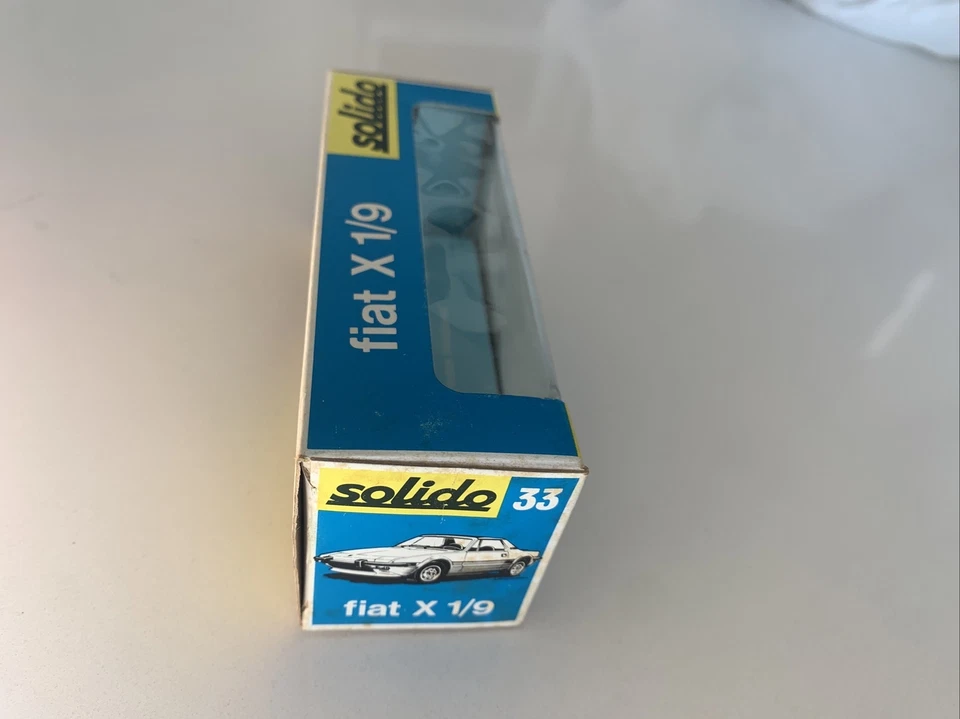 solido
fiat X 1/9
solido 33
fiat X 1/9